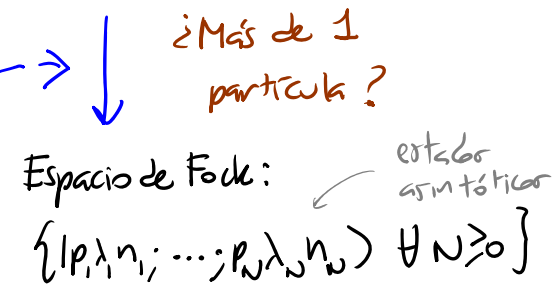 ¿Más de 1
partícula?
Espacio de Fock:
estados
asintóticos
{|p₁λ₁n₁; ...; p_Nλ_Nn_N⟩ ∀ N≥0}